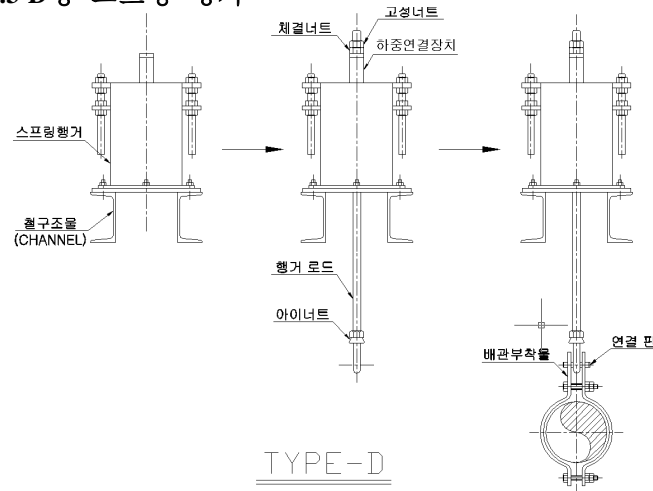 고정너트
체결너트
하중연결장치
스프링행거
철구조물
(CHANNEL)
행거 로드
아이너트
연결 핀
배관부착물
TYPE-D